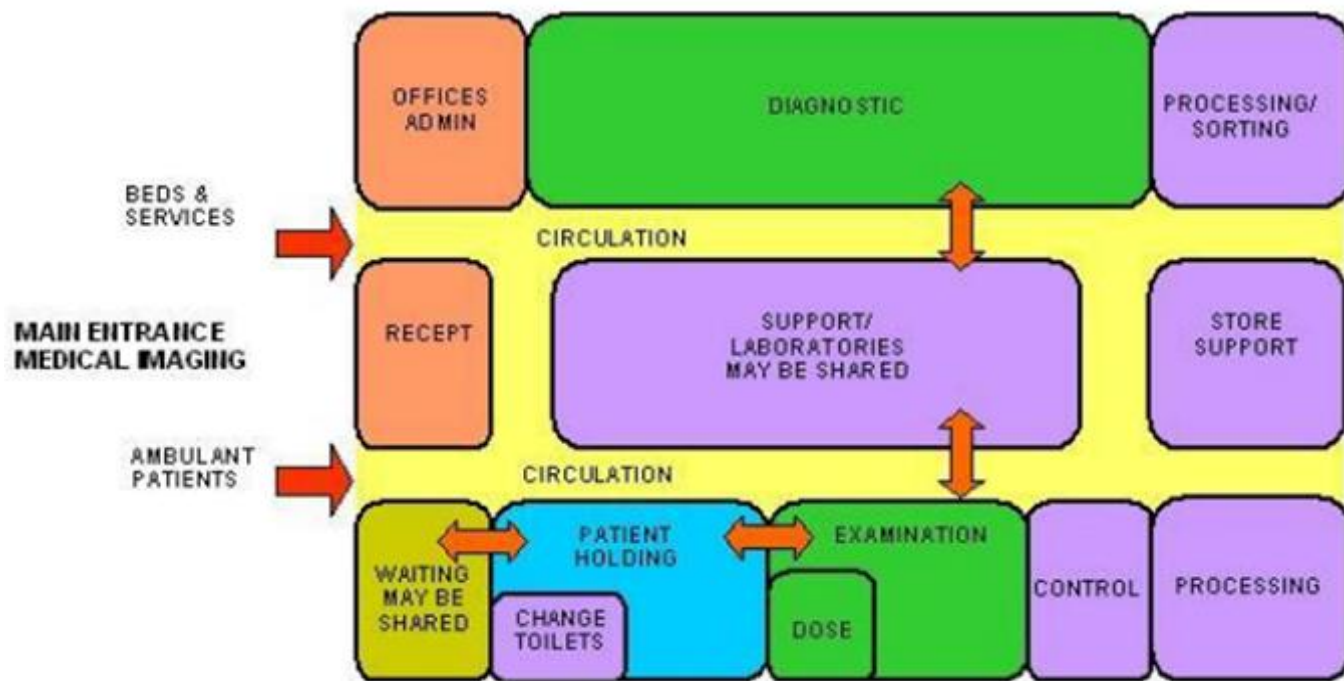 OFFICES
ADMIN
DIAGNOSTIC
PROCESSING/
SORTING
BEDS &
SERVICES
CIRCULATION
MAIN ENTRANCE
MEDICAL IMAGING
RECEPT
SUPPORT/
LABORATORIES
MAY BE SHARED
STORE
SUPPORT
AMBULANT
PATIENTS
CIRCULATION
WAITING
MAY BE
SHARED
PATIENT
HOLDING
CHANGE
TOILETS
EXAMINATION
DOSE
CONTROL
PROCESSING